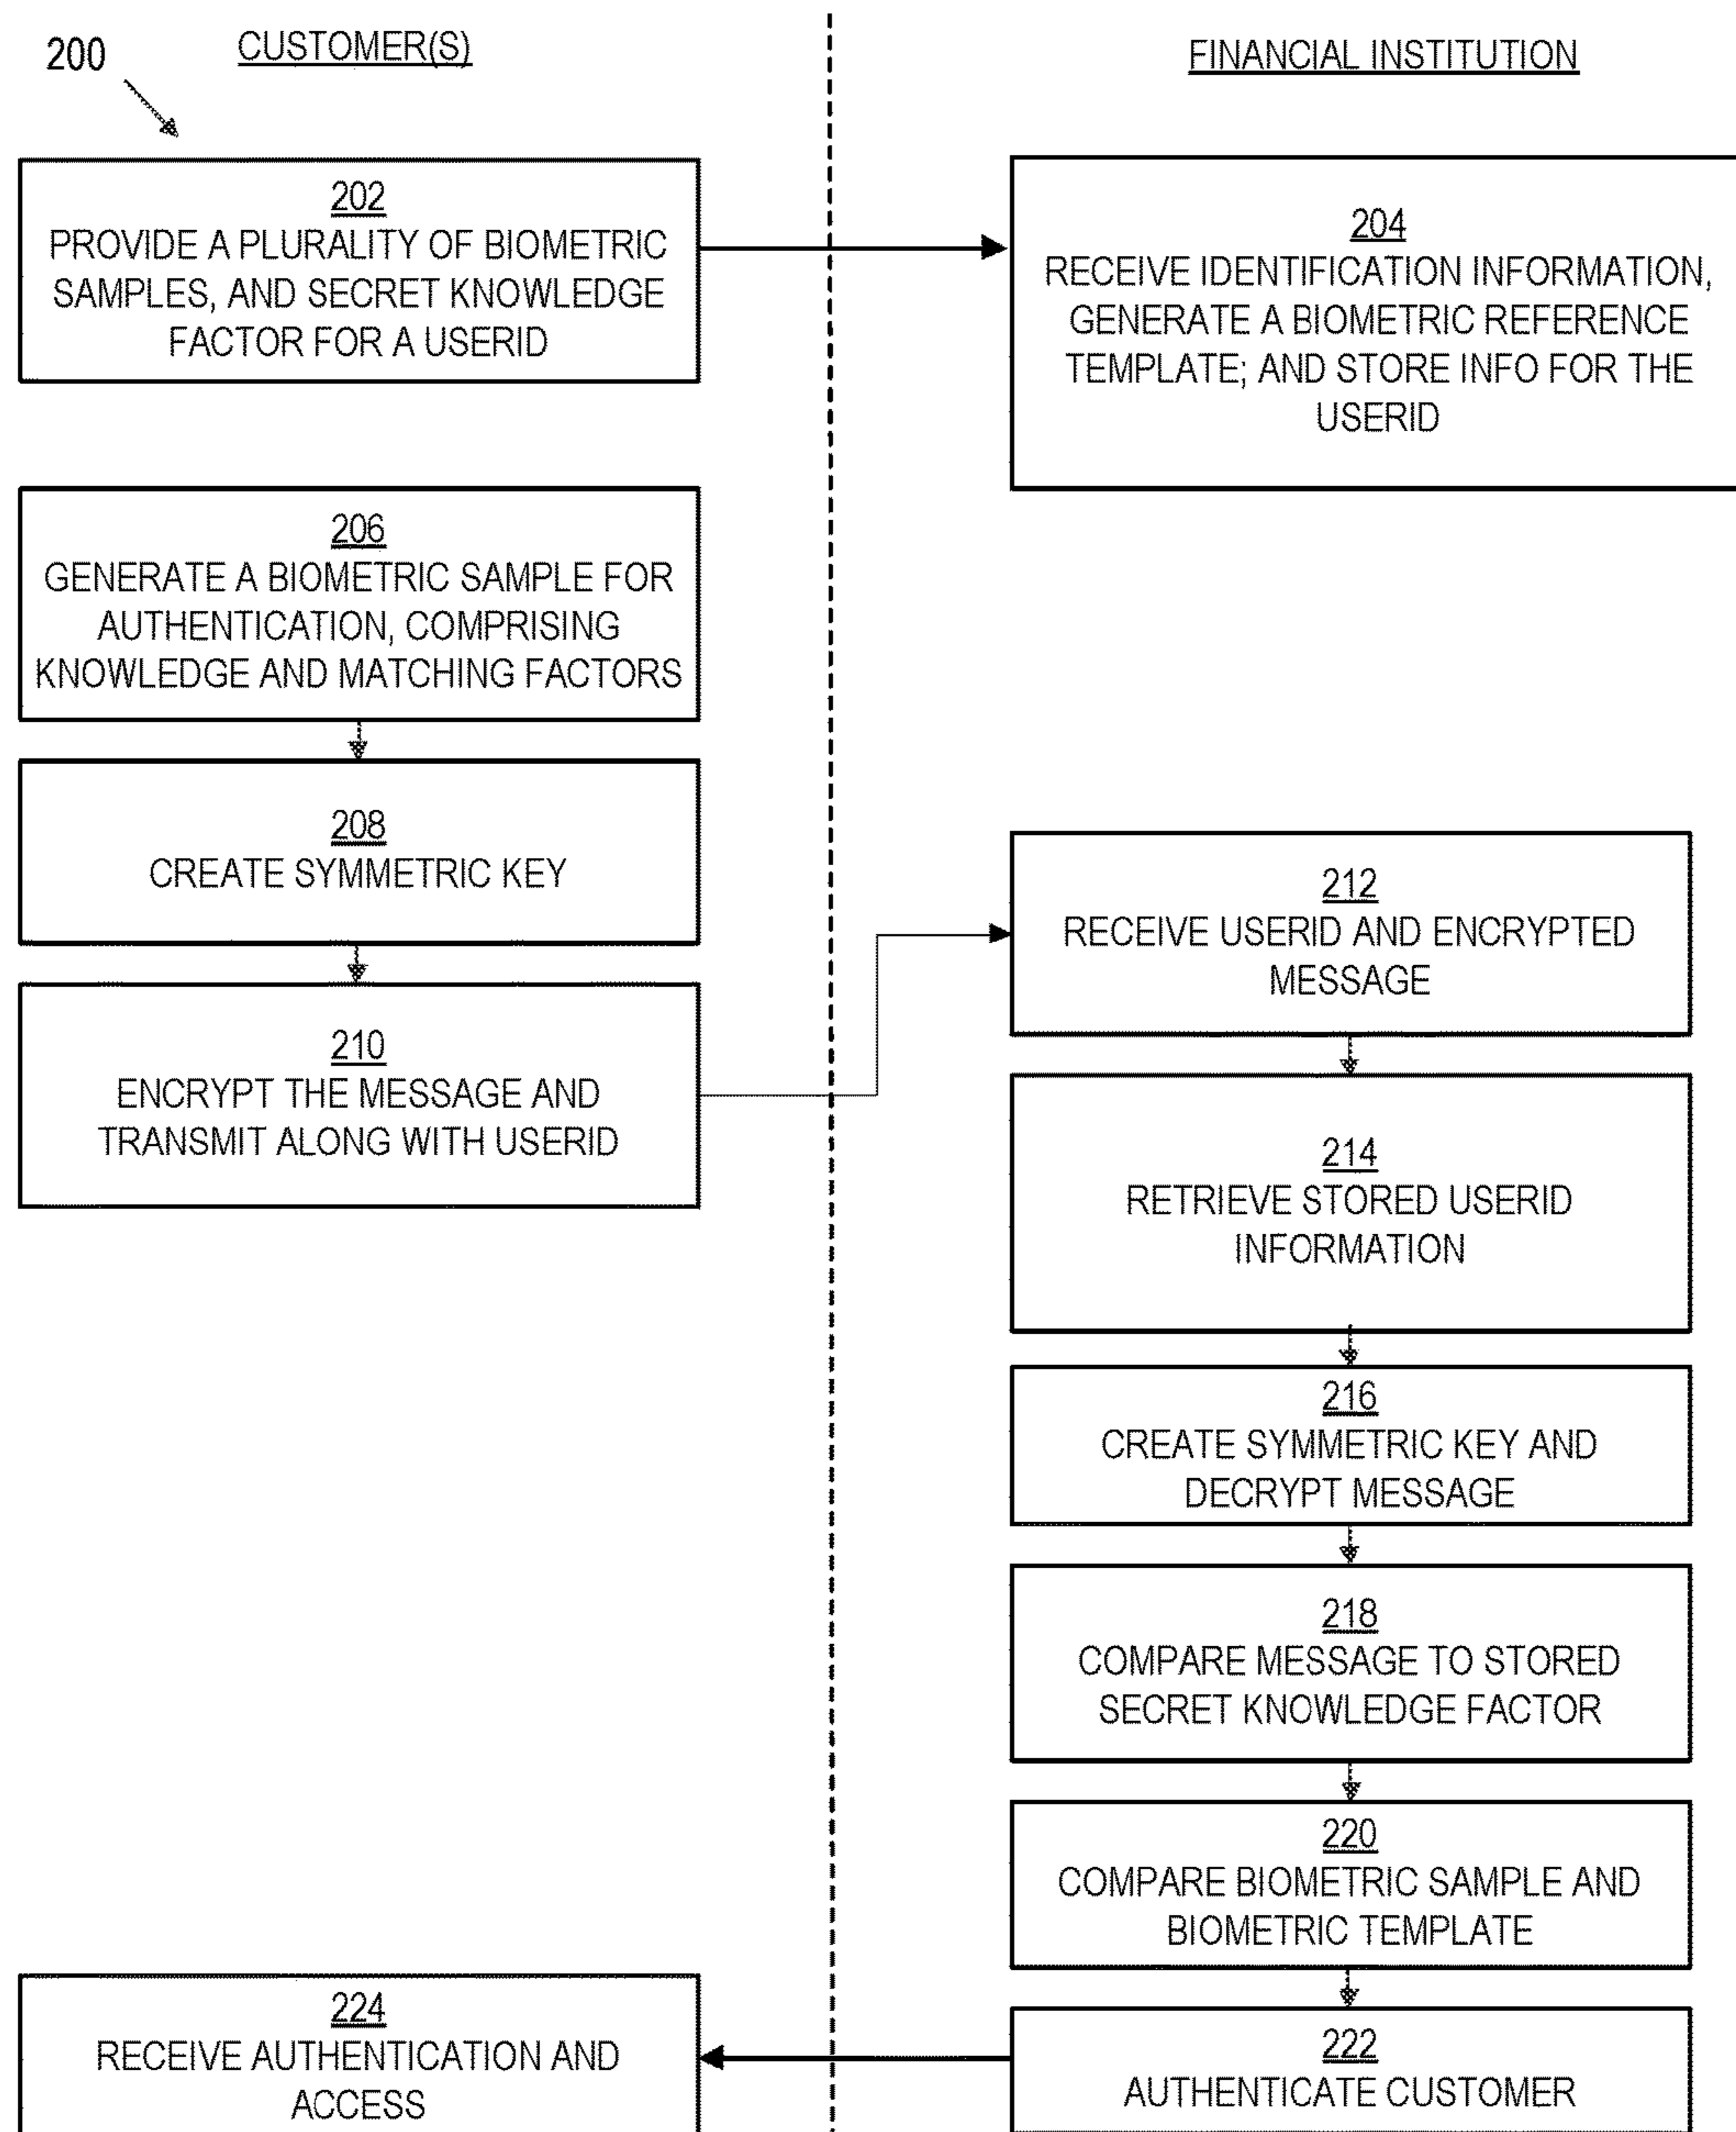 200
CUSTOMER(S)
FINANCIAL INSTITUTION
202
PROVIDE A PLURALITY OF BIOMETRIC
SAMPLES, AND SECRET KNOWLEDGE
FACTOR FOR A USERID
204
RECEIVE IDENTIFICATION INFORMATION,
GENERATE A BIOMETRIC REFERENCE
TEMPLATE; AND STORE INFO FOR THE
USERID
206
GENERATE A BIOMETRIC SAMPLE FOR
AUTHENTICATION, COMPRISING
KNOWLEDGE AND MATCHING FACTORS
208
CREATE SYMMETRIC KEY
210
ENCRYPT THE MESSAGE AND
TRANSMIT ALONG WITH USERID
212
RECEIVE USERID AND ENCRYPTED
MESSAGE
214
RETRIEVE STORED USERID
INFORMATION
216
CREATE SYMMETRIC KEY AND
DECRYPT MESSAGE
218
COMPARE MESSAGE TO STORED
SECRET KNOWLEDGE FACTOR
220
COMPARE BIOMETRIC SAMPLE AND
BIOMETRIC TEMPLATE
222
AUTHENTICATE CUSTOMER
224
RECEIVE AUTHENTICATION AND
ACCESS